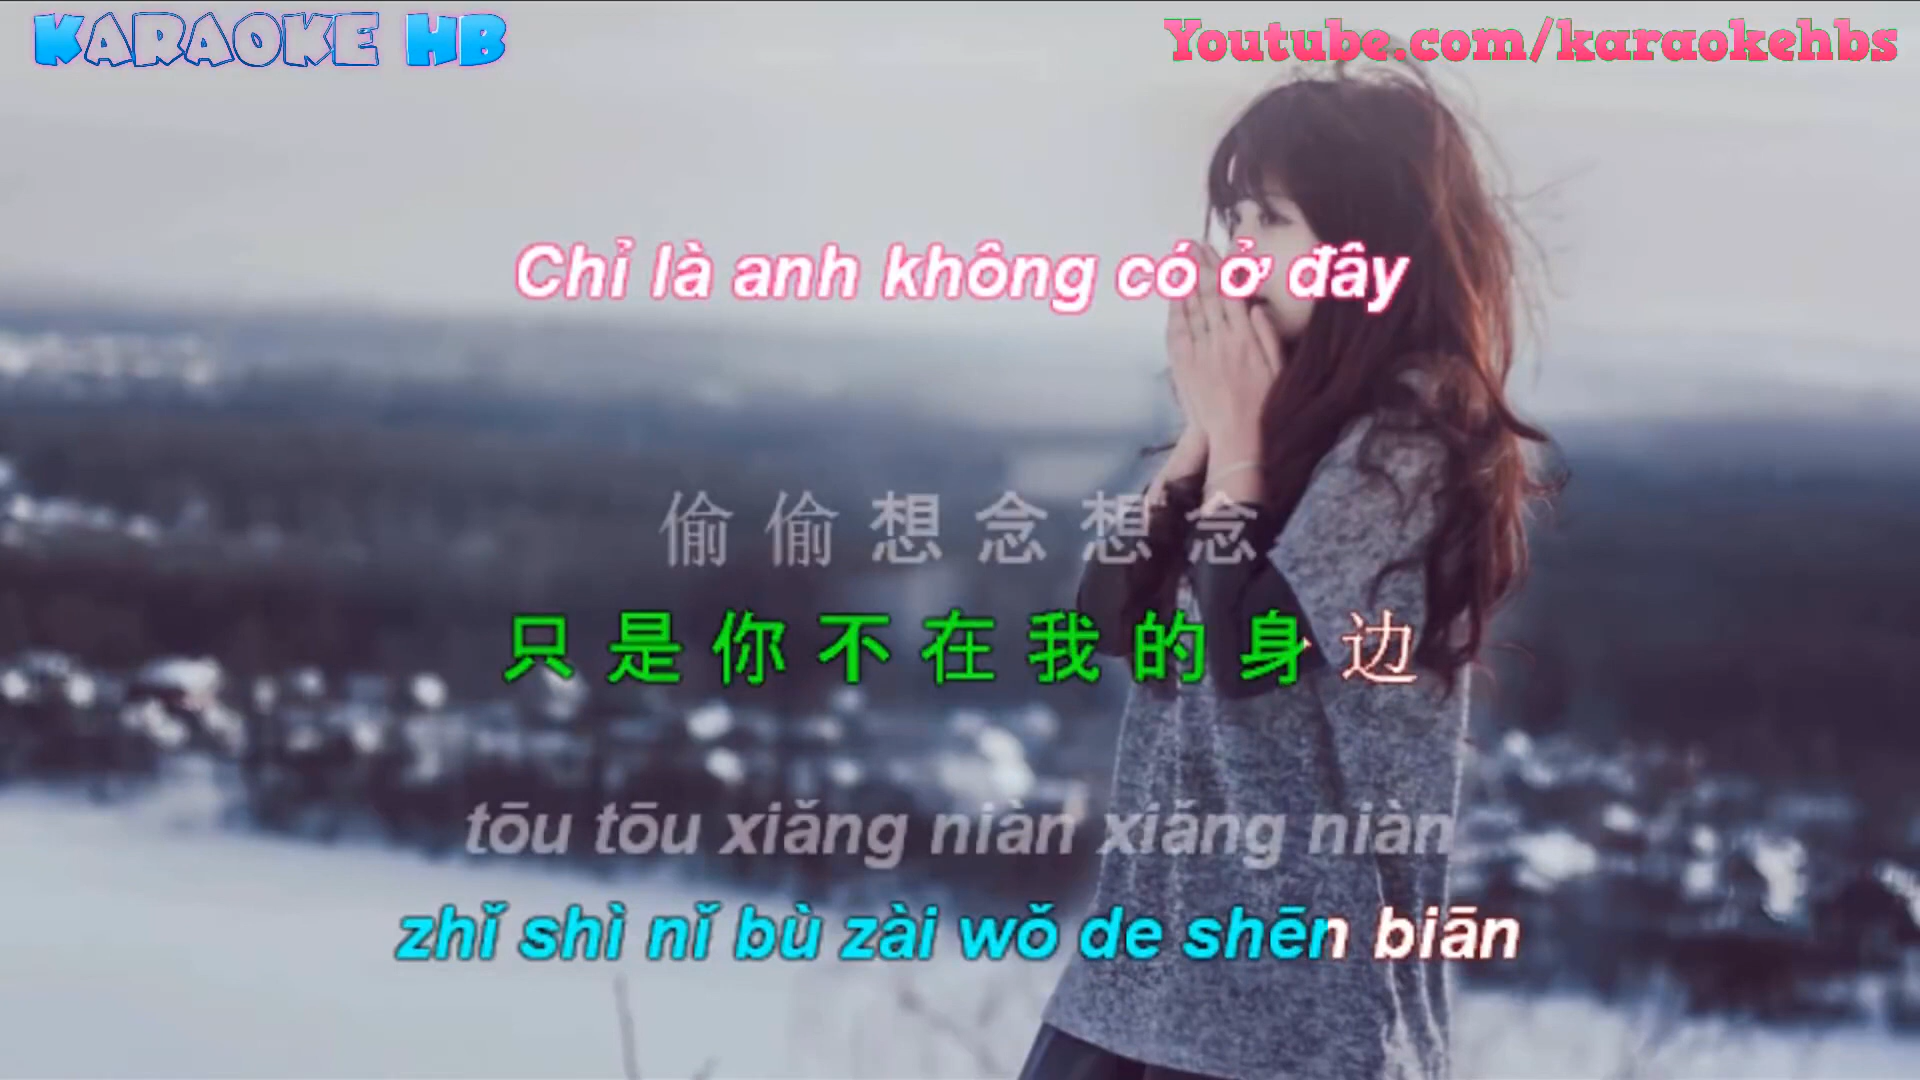 KARAOKE HB
Youtube.com/karaokehbs
Chỉ là anh không có ở đây
偷偷想念想念
只是你不在我的身边
tōu tōu xiǎng niàn xiǎng niàn
zhǐ shì nǐ bù zài wǒ de shēn biān